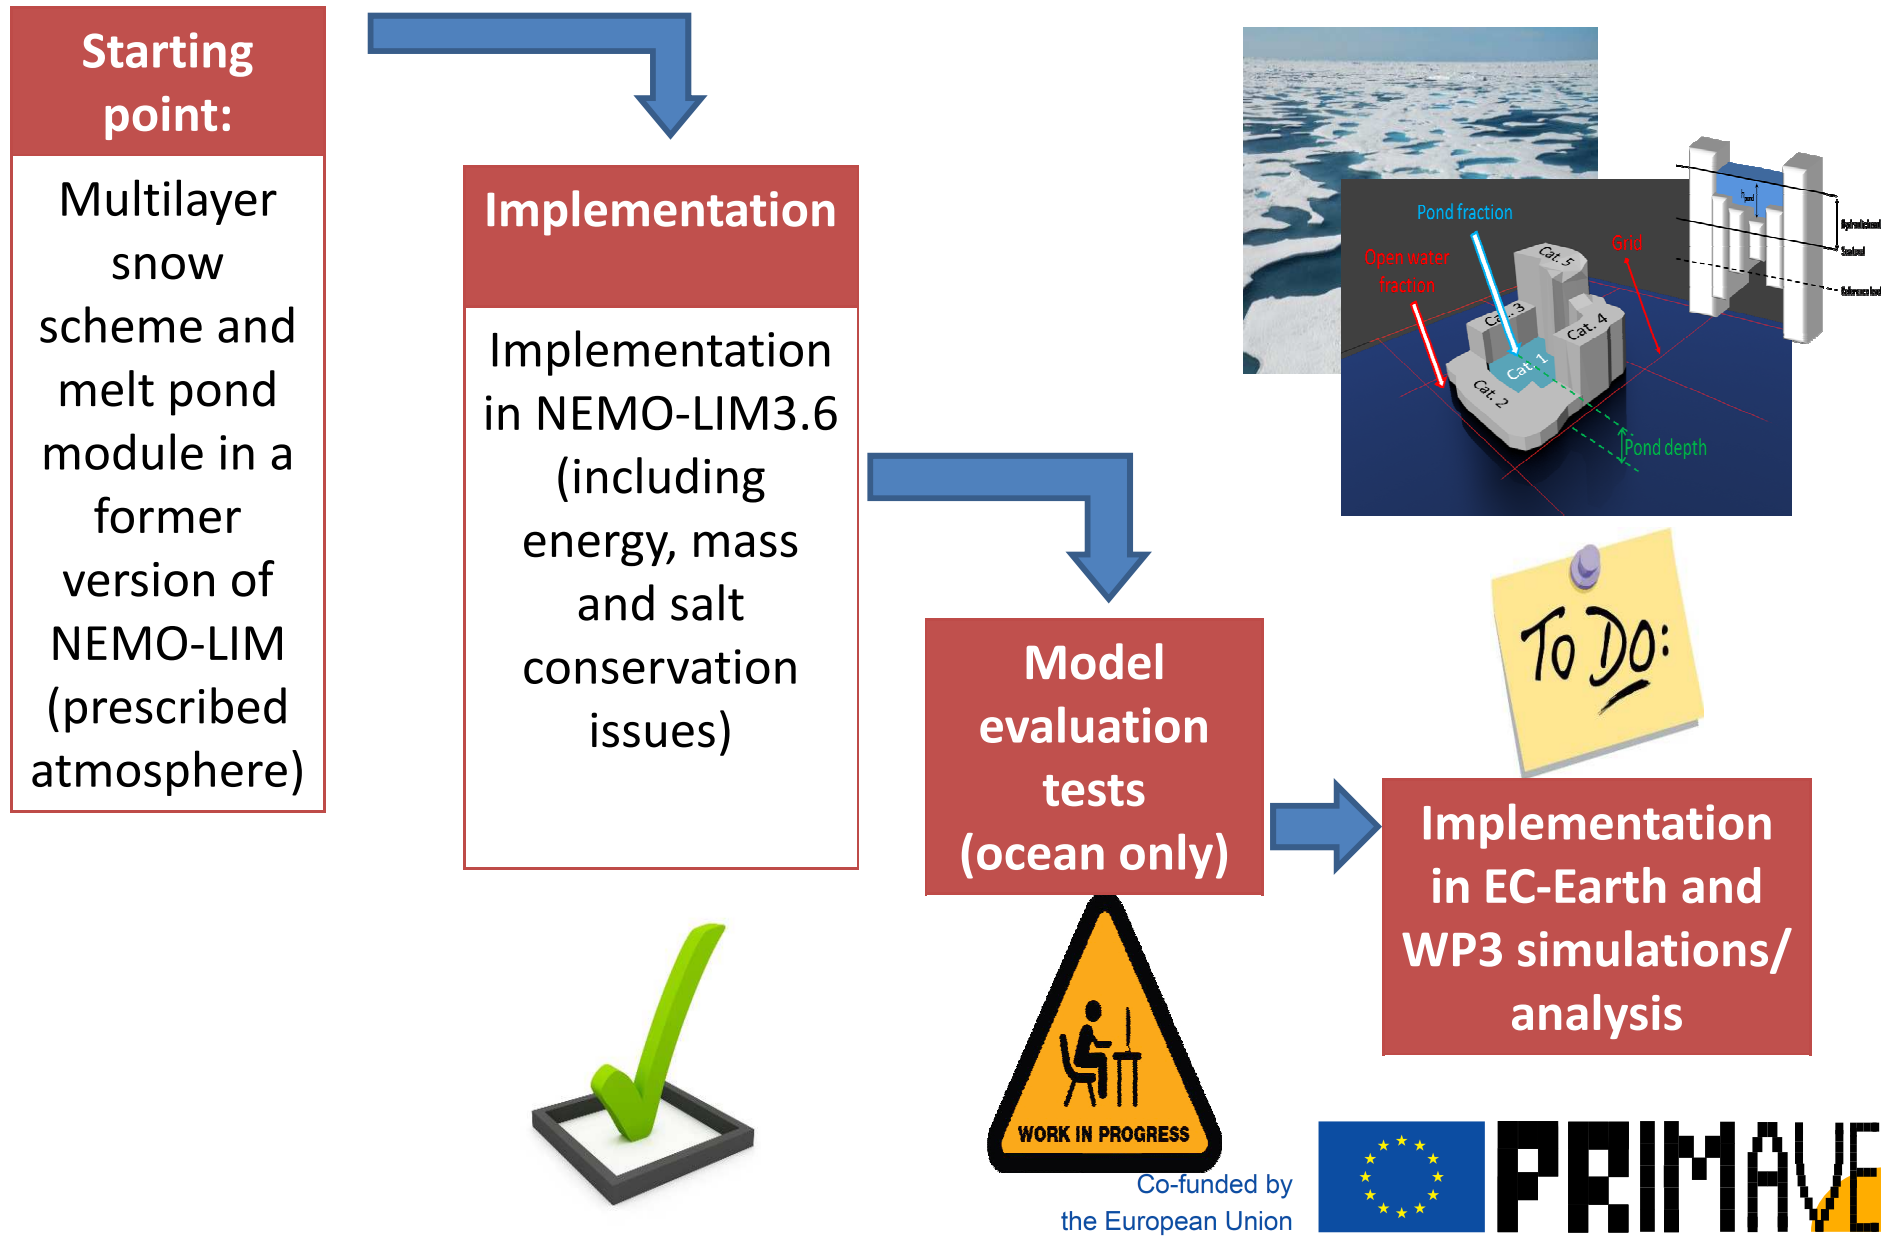 Starting
point:
Multilayer
snow
scheme and
melt pond
module in a
former
version of
NEMO-LIM
(prescribed
atmosphere)
Implementation
Implementation
in NEMO-LIM3.6
(including
energy, mass
and salt
conservation
issues)
Model
evaluation
tests
(ocean only)
WORK IN PROGRESS
Pond fraction
Open water
fraction
Grid
Cat. 5
Cat. 3
Cat. 4
Cat. 1
Cat. 2
Pond depth
h pond
TO DO:
Implementation
in EC-Earth and
WP3 simulations/
analysis
Co-funded by
the European Union
PRIMAVE